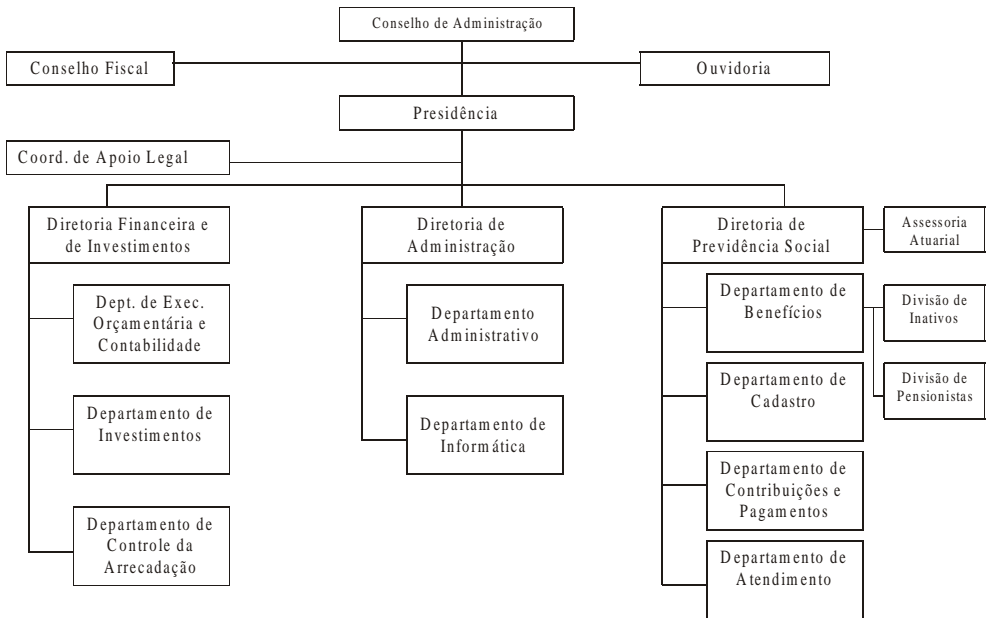 Conselho de Administração
Conselho Fiscal
Ouvidoria
Presidência
Coord. de Apoio Legal
Diretoria Financeira e
de Investimentos
Diretoria de
Administração
Diretoria de
Previdência Social
Assessoria
Atuarial
Dept. de Exec.
Orçamentária e
Contabilidade
Departamento de
Investimentos
Departamento de
Controle da
Arrecadação
Departamento
Administrativo
Departamento de
Informática
Departamento de
Benefícios
Divisão de
Inativos
Divisão de
Pensionistas
Departamento de
Cadastro
Departamento de
Contribuições e
Pagamentos
Departamento de
Atendimento